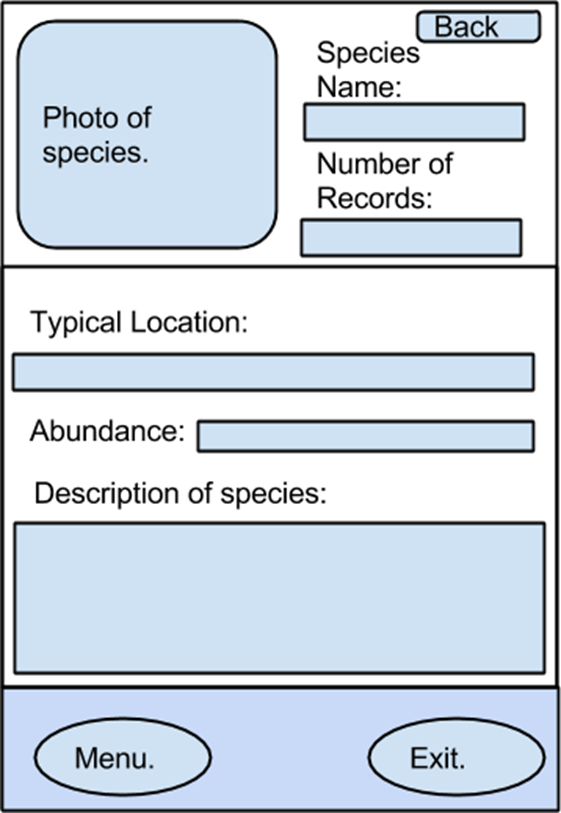 Back
Species
Name:
Photo of
species.
Number of
Records:
Typical Location:
Abundance:
Description of species:
Menu.
Exit.